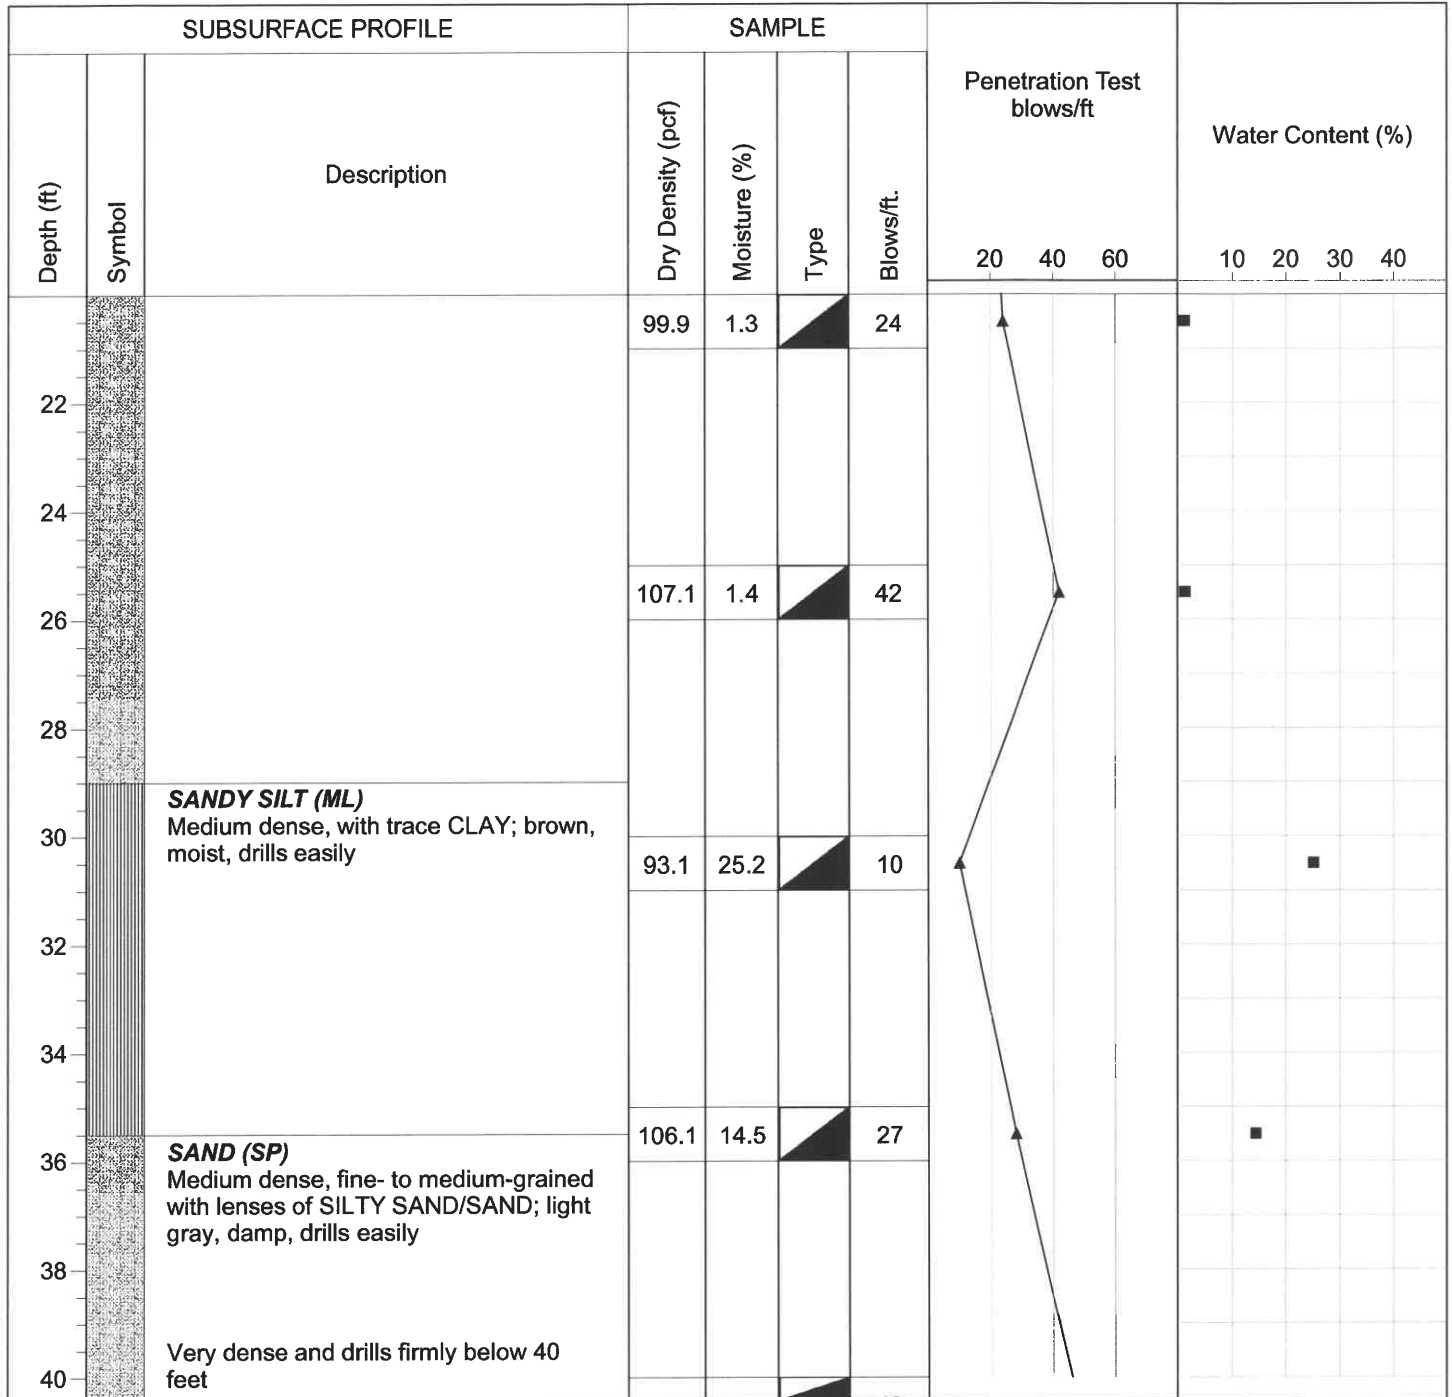 SUBSURFACE PROFILE
SAMPLE
Depth (ft)
Symbol
Description
Dry Density (pcf)
Moisture (%)
Type
Blows/ft.
Penetration Test
blows/ft
20 40 60
Water Content (%)
10 20 30 40
99.9 1.3 24
22
24
107.1 1.4 42
26
28
SANDY SILT (ML)
Medium dense, with trace CLAY; brown,
moist, drills easily
30
93.1 25.2 10
32
34
106.1 14.5 27
SAND (SP)
36
Medium dense, fine- to medium-grained
with lenses of SILTY SAND/SAND; light
gray, damp, drills easily
38
Very dense and drills firmly below 40
feet
40